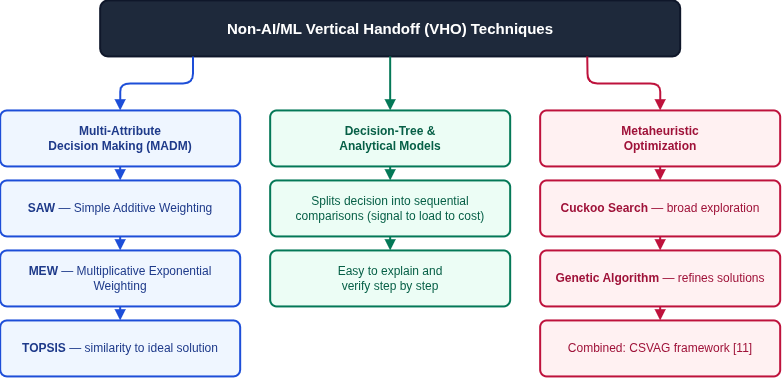 Non-AI/ML Vertical Handoff (VHO) Techniques
Multi-Attribute
Decision Making (MADM)
SAW — Simple Additive Weighting
MEW — Multiplicative Exponential
Weighting
TOPSIS — similarity to ideal solution
Decision-Tree &
Analytical Models
Splits decision into sequential
comparisons (signal to load to cost)
Easy to explain and
verify step by step
Metaheuristic
Optimization
Cuckoo Search — broad exploration
Genetic Algorithm — refines solutions
Combined: CSVAG framework [11]